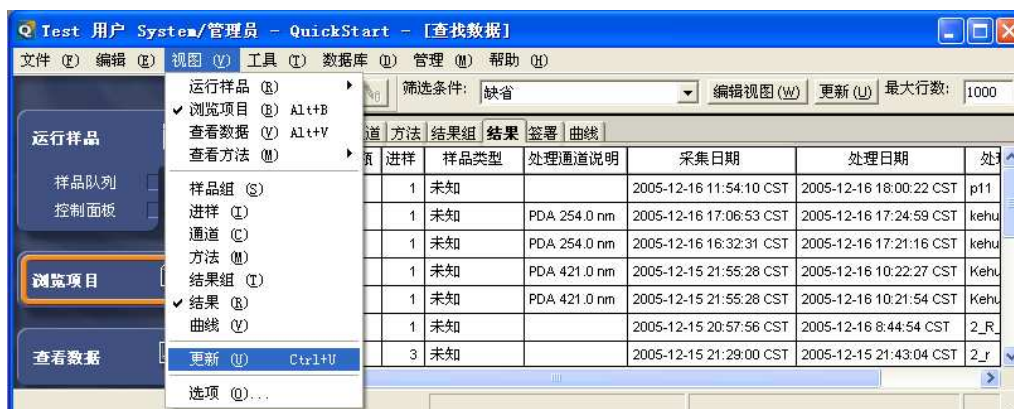 Test 用户 System/管理员 - QuickStart - [查找数据]
文件 (F) 编辑 (E) 视图 (V) 工具 (T) 数据库 (D) 管理 (M) 帮助 (H)
筛选条件: 缺省 编辑视图 (W) 更新 (U) 最大行数: 1000
运行样品
样品队列
控制面板
浏览项目
查看数据
运行样品 (R)
浏览项目 (B) Alt+B
查看数据 (V) Alt+V
查看方法 (M)
样品组 (S)
进样 (I)
通道 (C)
方法 (M)
结果组 (T)
结果 (R)
曲线 (V)
更新 (U) Ctrl+U
选项 (O)...
道 方法 结果组 结果 签署 曲线
进样 样品类型 处理通道说明 采集日期 处理日期
1 未知 2005-12-16 11:54:10 CST 2005-12-16 18:00:22 CST p11
1 未知 PDA 254.0 nm 2005-12-16 17:06:53 CST 2005-12-16 17:24:59 CST kehu
1 未知 PDA 254.0 nm 2005-12-16 16:32:31 CST 2005-12-16 17:21:16 CST kehu
1 未知 PDA 421.0 nm 2005-12-15 21:55:28 CST 2005-12-16 10:22:27 CST Kehu
1 未知 PDA 421.0 nm 2005-12-15 21:55:28 CST 2005-12-16 10:21:54 CST Kehu
1 未知 2005-12-15 20:57:56 CST 2005-12-16 8:44:54 CST 2_R_
3 未知 2005-12-15 21:29:00 CST 2005-12-15 21:43:04 CST 2_r